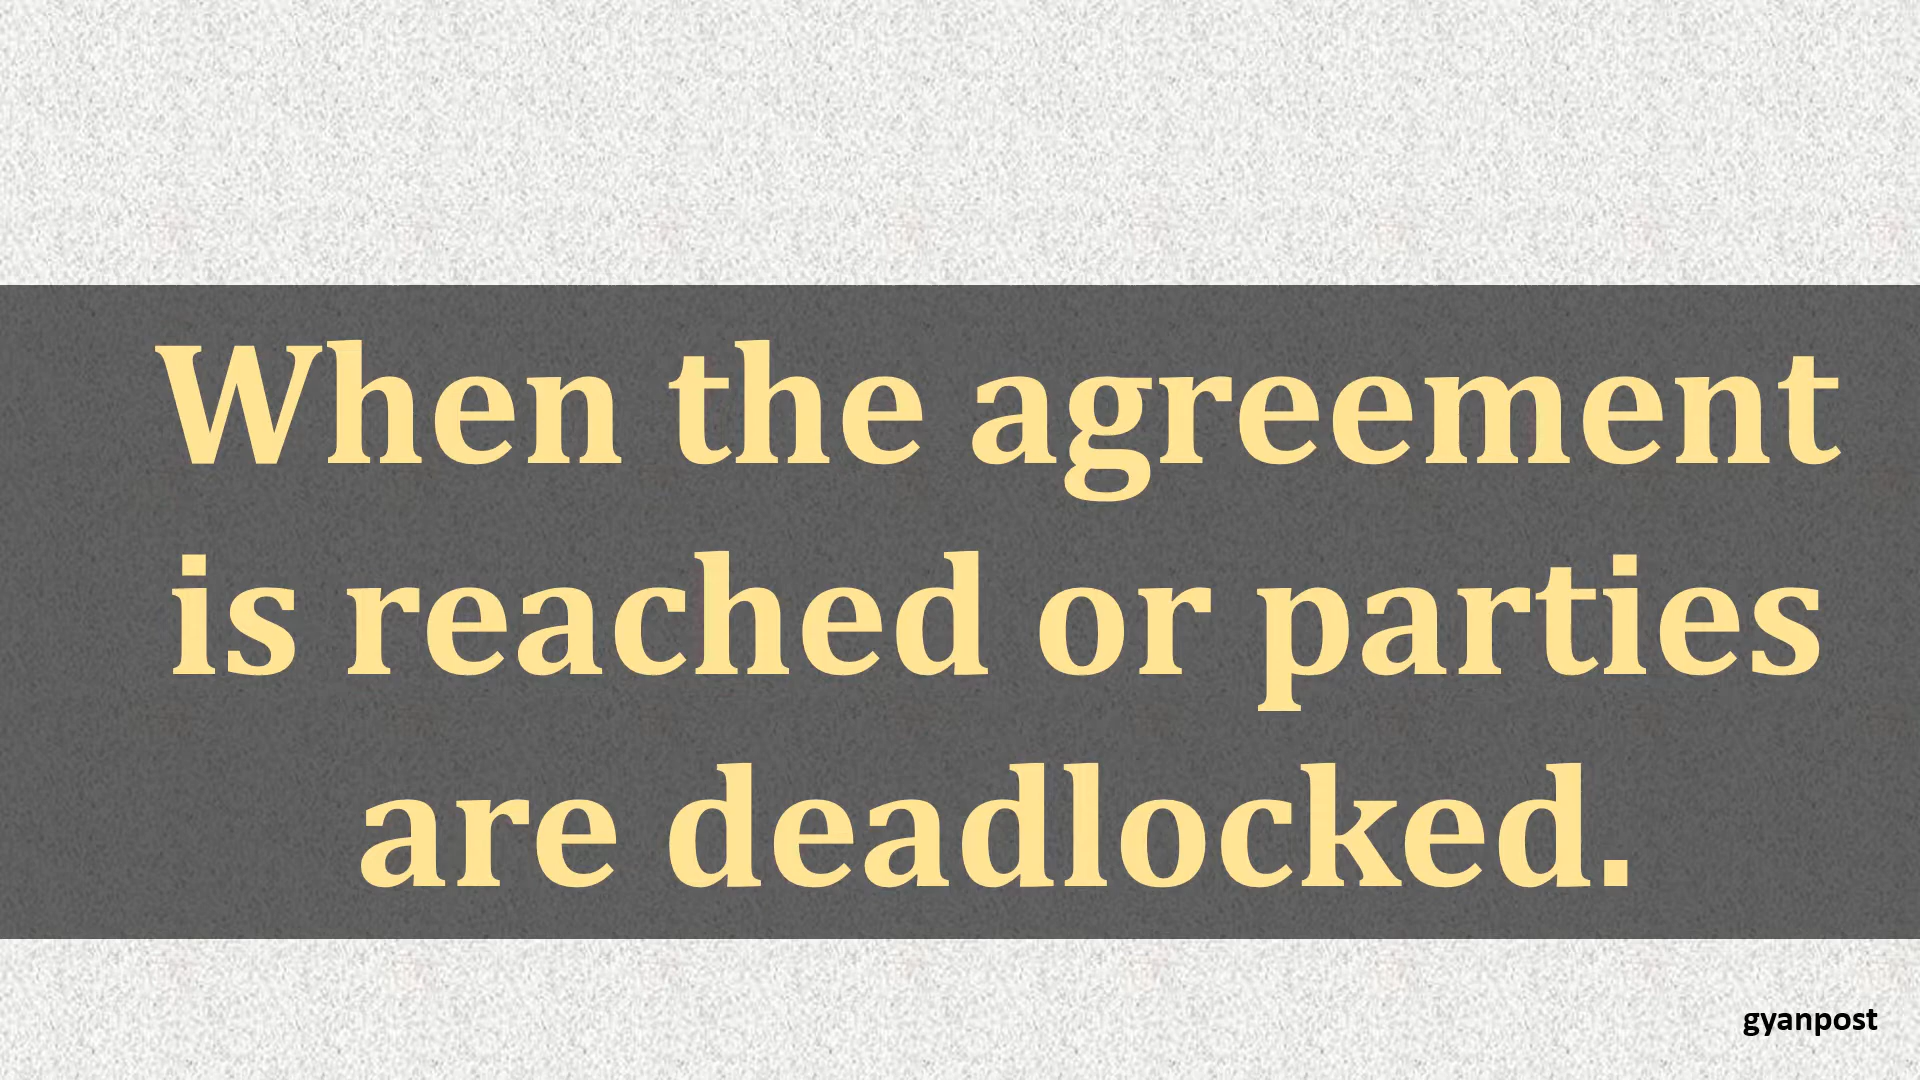 When the agreement
is reached or parties
are deadlocked.
gyanpost